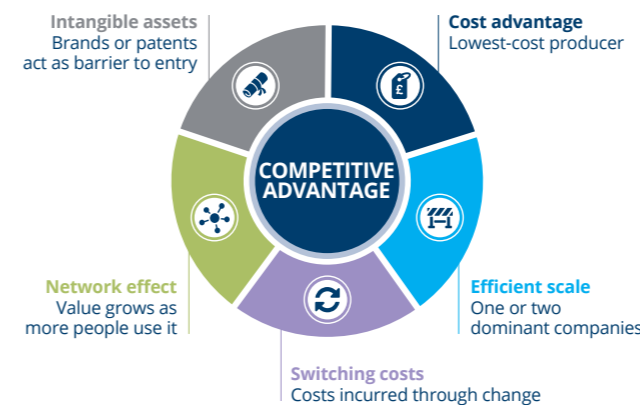 Intangible assets
Brands or patents
act as barrier to entry
Cost advantage
Lowest-cost producer
£
COMPETITIVE
ADVANTAGE
Network effect
Value grows as
more people use it
Efficient scale
One or two
dominant companies
Switching costs
Costs incurred through change